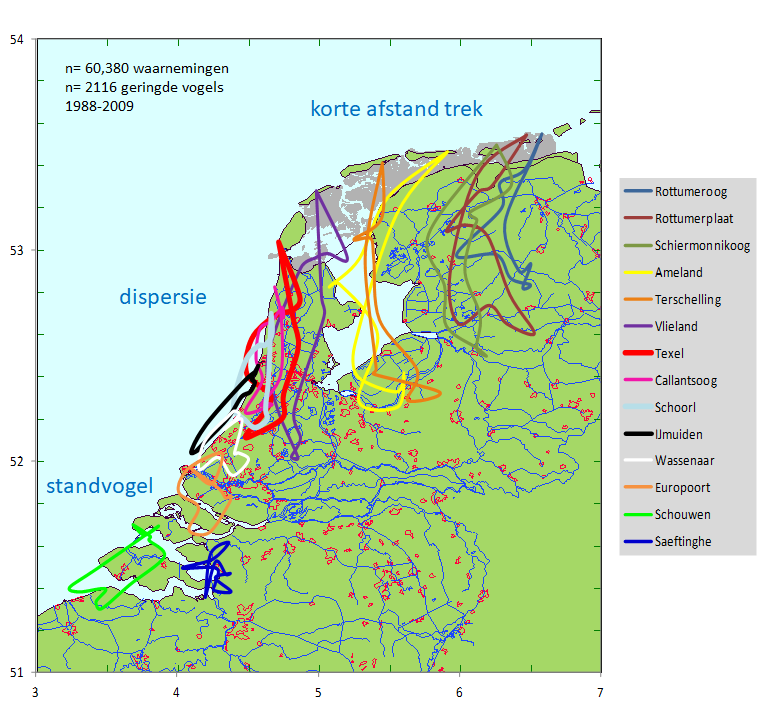 54
n= 60,380 waarnemingen
n= 2116 geringde vogels
1988-2009
korte afstand trek
53
dispersie
52
standvogel
51
3 4 5 6 7
Rottumeroog
Rottumerplaat
Schiermonnikoog
Ameland
Terschelling
Vlieland
Texel
Callantsoog
Schoorl
IJmuiden
Wassenaar
Europoort
Schouwen
Saeftinghe